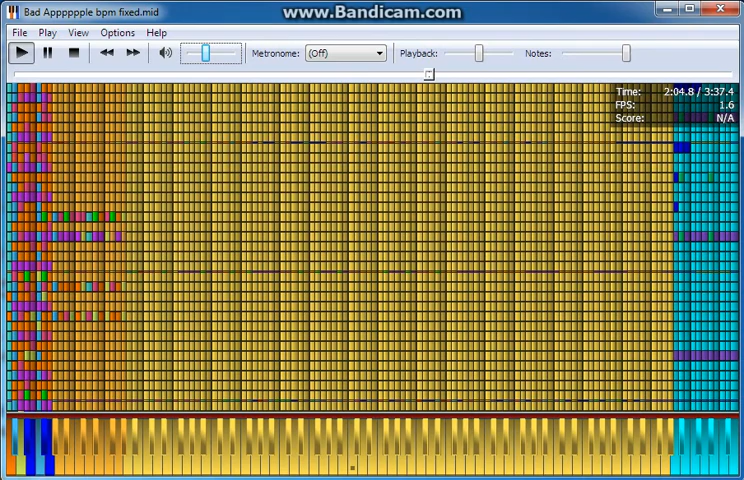 Bad Apppppple bpm fixed.mid
www.Bandicam.com
File Play View Options Help
Metronome: (Off) Playback: Notes:
Time: 2:04.8 / 3:37.4
FPS: 1.6
Score: N/A